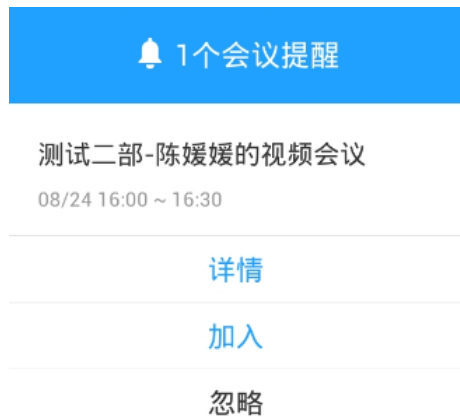 1个会议提醒
测试二部-陈媛媛的视频会议
08/24 16:00 ~ 16:30
详情
加入
忽略